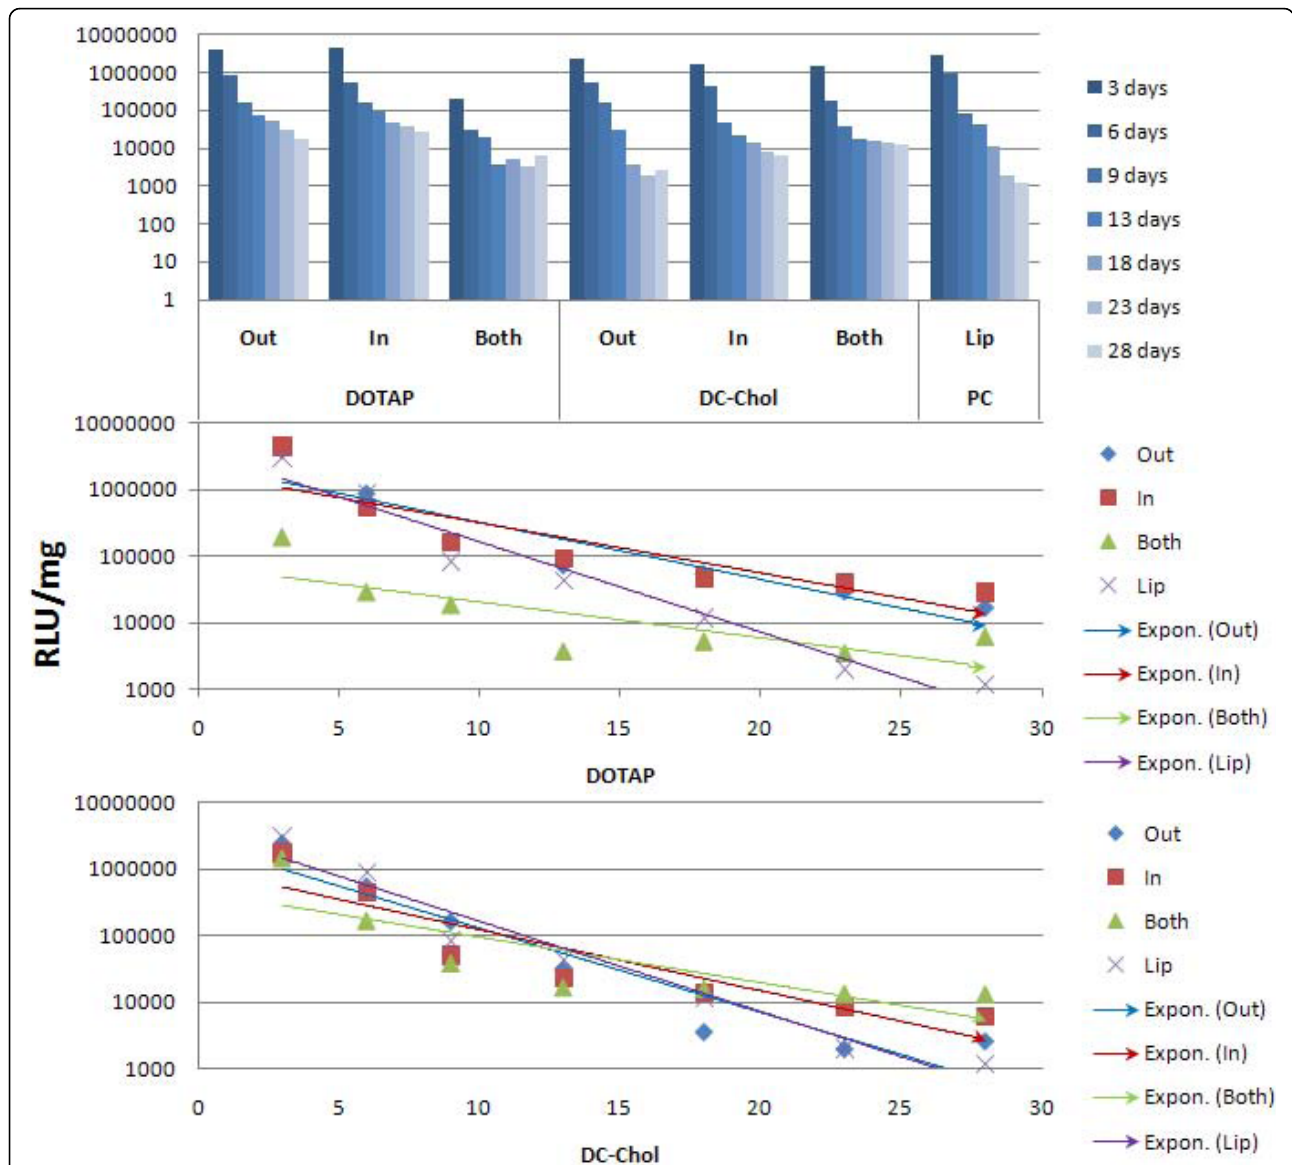 10000000
1000000
100000
10000
1000
100
10
1
Out In Both Out In Both Lip
DOTAP DC-Chol PC
3 days
6 days
9 days
13 days
18 days
23 days
28 days
RLU/mg
10000000
1000000
100000
10000
1000
0 5 10 15 20 25 30
DOTAP
Out
In
Both
Lip
Expon. (Out)
Expon. (In)
Expon. (Both)
Expon. (Lip)
10000000
1000000
100000
10000
1000
0 5 10 15 20 25 30
DC-Chol
Out
In
Both
Lip
Expon. (Out)
Expon. (In)
Expon. (Both)
Expon. (Lip)